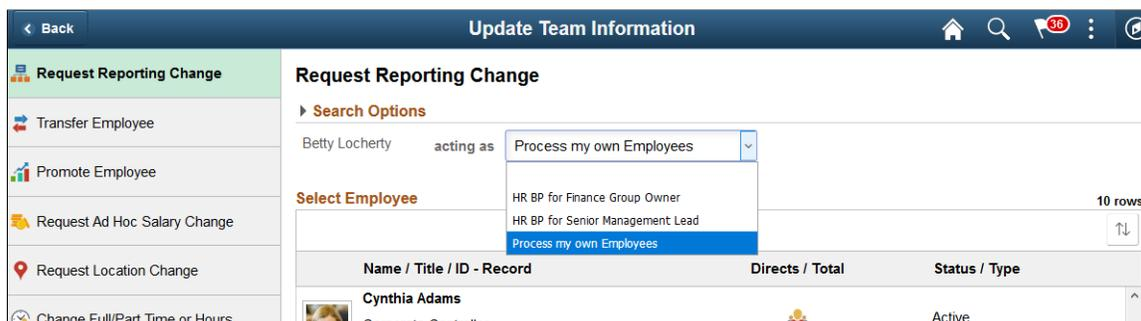 Back
Update Team Information
36
Request Reporting Change
Transfer Employee
Promote Employee
Request Ad Hoc Salary Change
Request Location Change
Change Full/Part Time or Hours
Request Reporting Change
Search Options
Betty Locherty acting as Process my own Employees
HR BP for Finance Group Owner
HR BP for Senior Management Lead
Process my own Employees
Select Employee
10 rows
Name / Title / ID - Record Directs / Total Status / Type
Cynthia Adams
Active